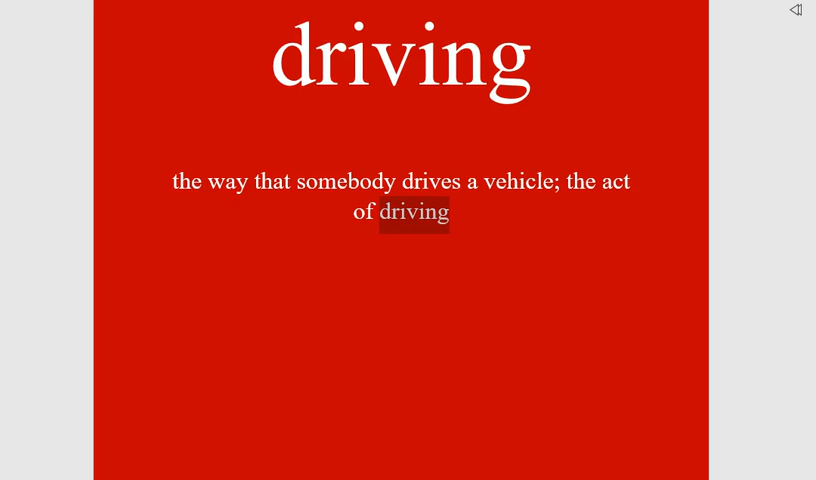 driving
the way that somebody drives a vehicle; the act
of driving